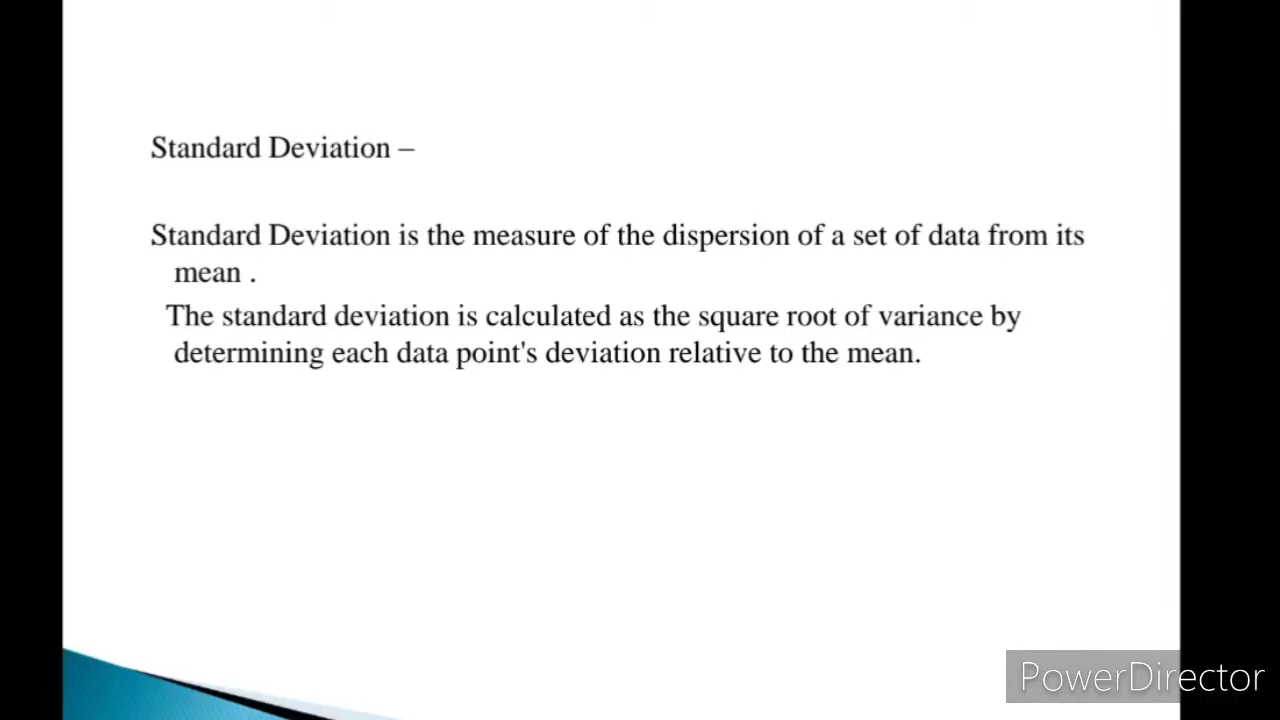 Standard Deviation –
Standard Deviation is the measure of the dispersion of a set of data from its
mean .
The standard deviation is calculated as the square root of variance by
determining each data point's deviation relative to the mean.
PowerDirector